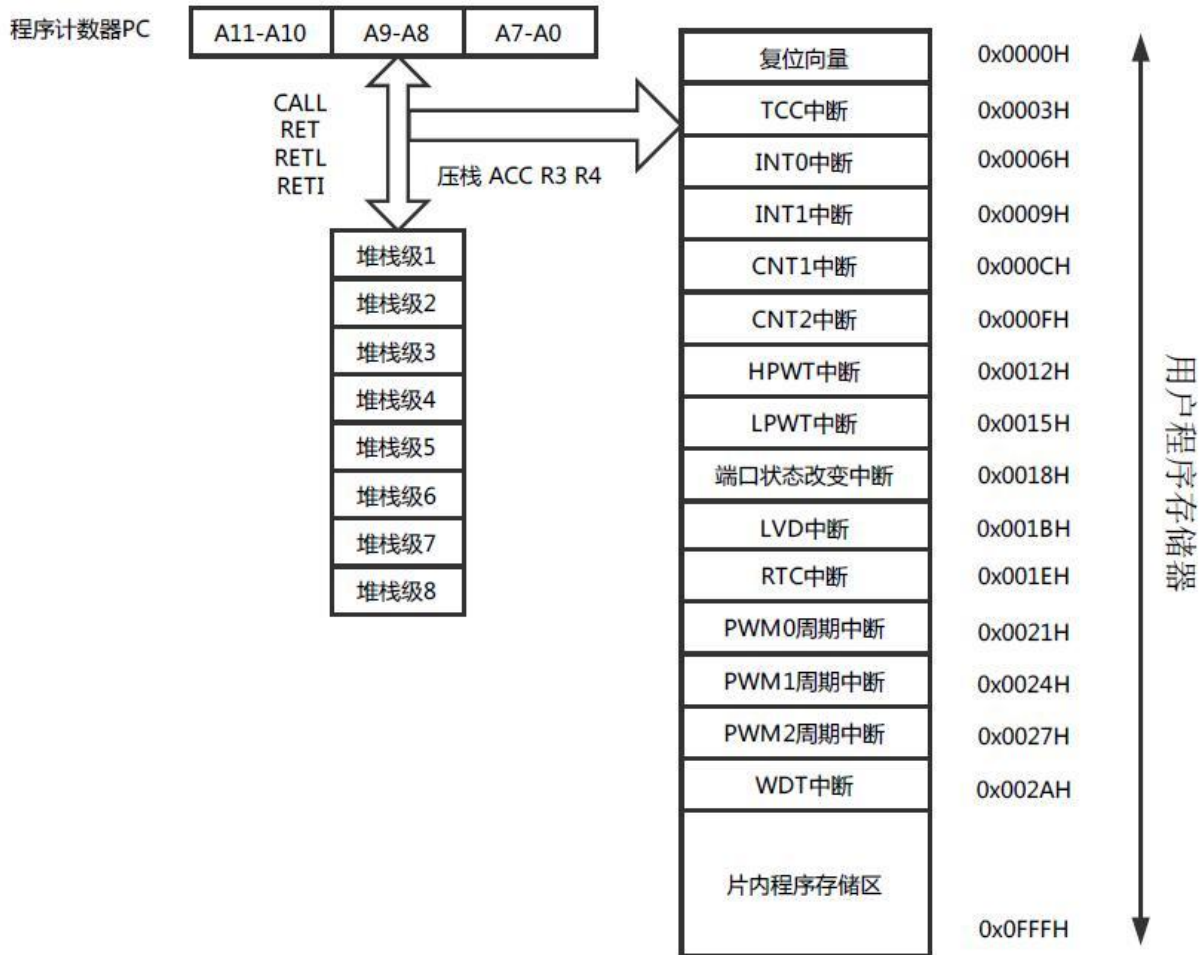 程序计数器PC
A11-A10 A9-A8 A7-A0
CALL
RET
RETL
RETI
压栈 ACC R3 R4
堆栈级1
堆栈级2
堆栈级3
堆栈级4
堆栈级5
堆栈级6
堆栈级7
堆栈级8
复位向量 0x0000H
TCC中断 0x0003H
INT0中断 0x0006H
INT1中断 0x0009H
CNT1中断 0x000CH
CNT2中断 0x000FH
HPWT中断 0x0012H
LPWT中断 0x0015H
端口状态改变中断 0x0018H
LVD中断 0x001BH
RTC中断 0x001EH
PWM0周期中断 0x0021H
PWM1周期中断 0x0024H
PWM2周期中断 0x0027H
WDT中断 0x002AH
片内程序存储区
0x0FFFH
用户程序存储器